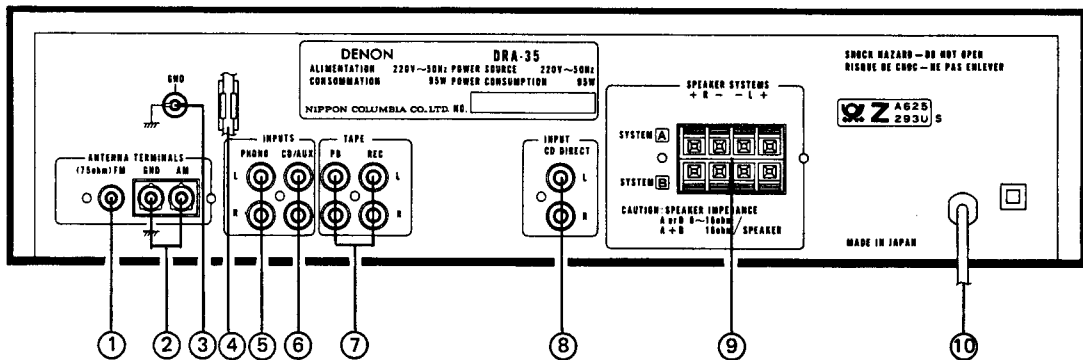 DENON DRA-35
ALIMENTATION 220V~50Hz POWER SOURCE 220V~50Hz
CONSOMMATION 95W POWER CONSUMPTION 95W
NIPPON COLUMBIA CO.,LTD. NO.
SHOCK HAZARD–DO NOT OPEN
RISQUE DE CHOC–NE PAS ENLEVER
GND
SPEAKER SYSTEMS
+ R – – L +
SYSTEM A
SYSTEM B
CAUTION: SPEAKER IMPEDANCE
A or B 8~16ohm/
A + B 16ohm/SPEAKER
Z A625
293U S
ANTENNA TERMINALS
(75ohm) FM GND AM
INPUTS
PHONO CD/AUX
L
R
TAPE
PB REC
L
R
INPUT
CD DIRECT
L
R
MADE IN JAPAN
1 2 3 4 5 6 7 8 9 10